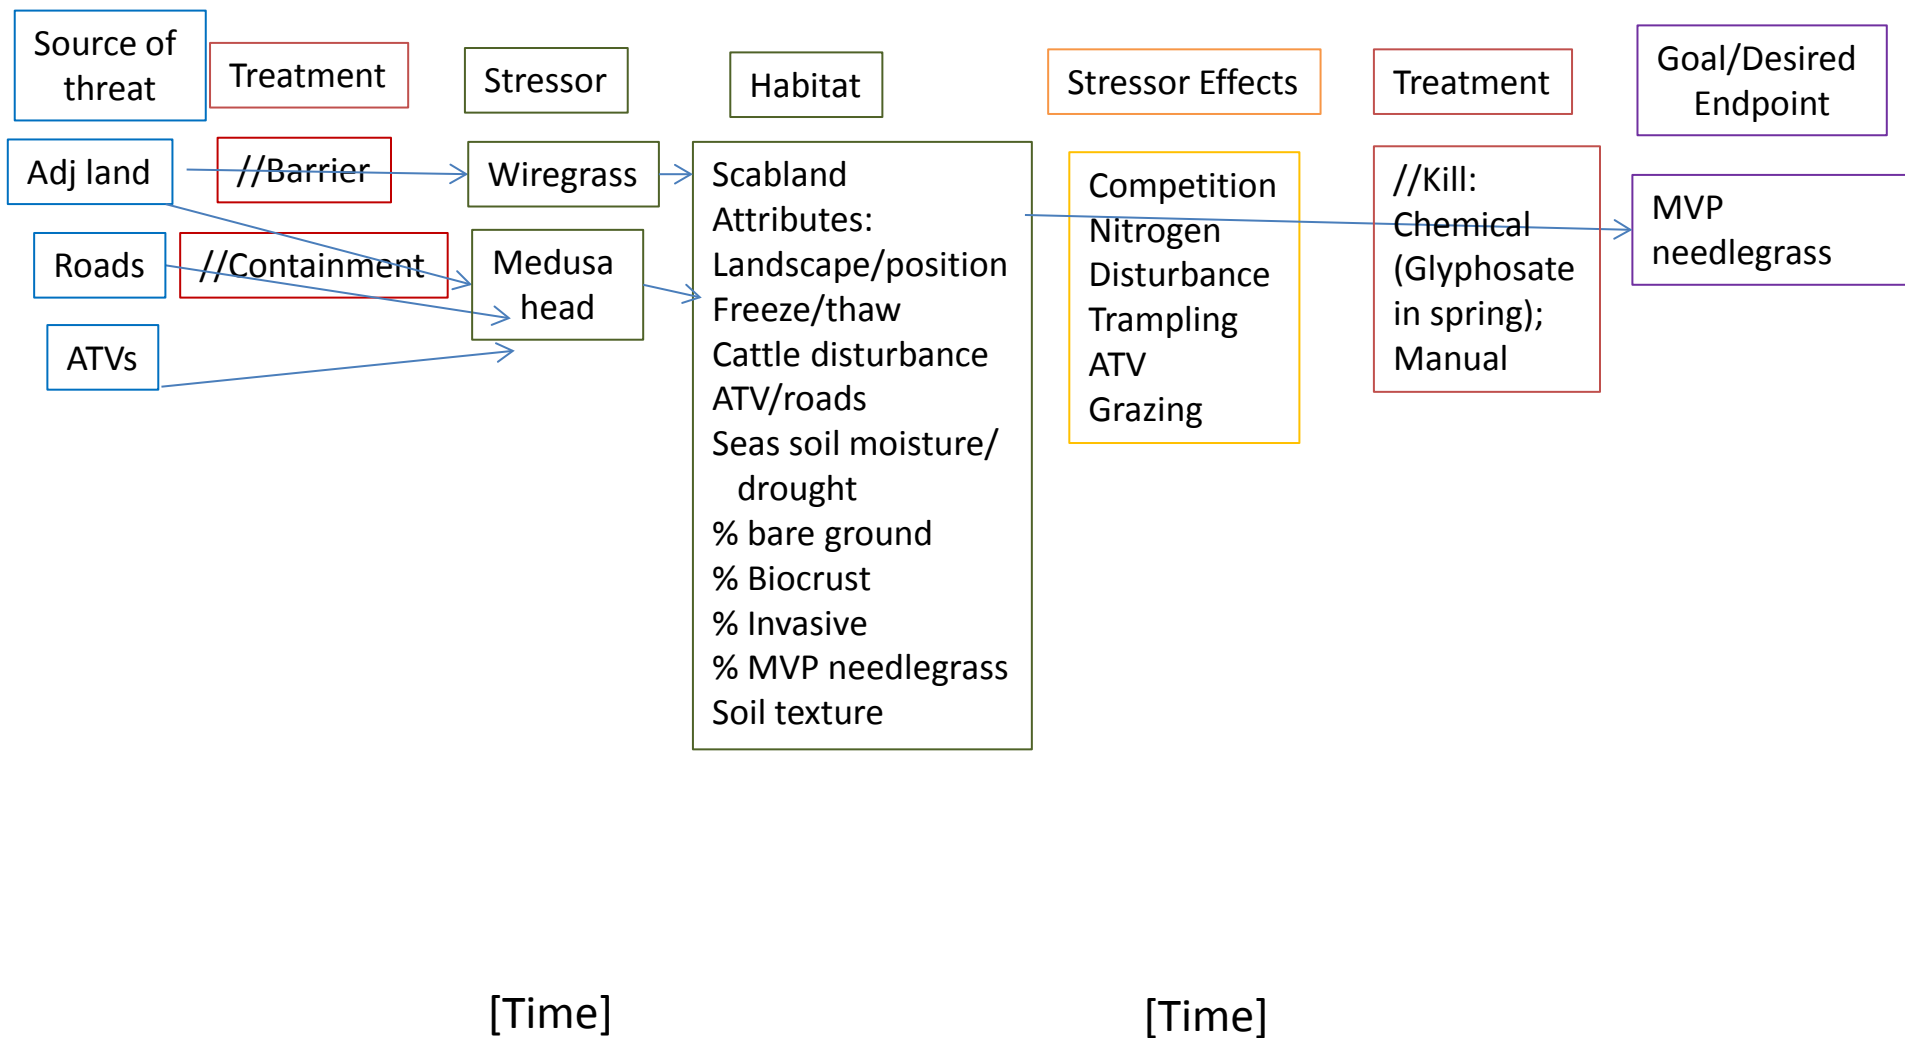 Source of
threat
Treatment
Stressor
Habitat
Stressor Effects
Treatment
Goal/Desired
Endpoint
Adj land
Roads
ATVs
//Barrier
//Containment
Wiregrass
Medusa
head
Scabland
Attributes:
Landscape/position
Freeze/thaw
Cattle disturbance
ATV/roads
Seas soil moisture/
drought
% bare ground
% Biocrust
% Invasive
% MVP needlegrass
Soil texture
Competition
Nitrogen
Disturbance
Trampling
ATV
Grazing
//Kill:
Chemical
(Glyphosate
in spring);
Manual
MVP
needlegrass
[Time]
[Time]